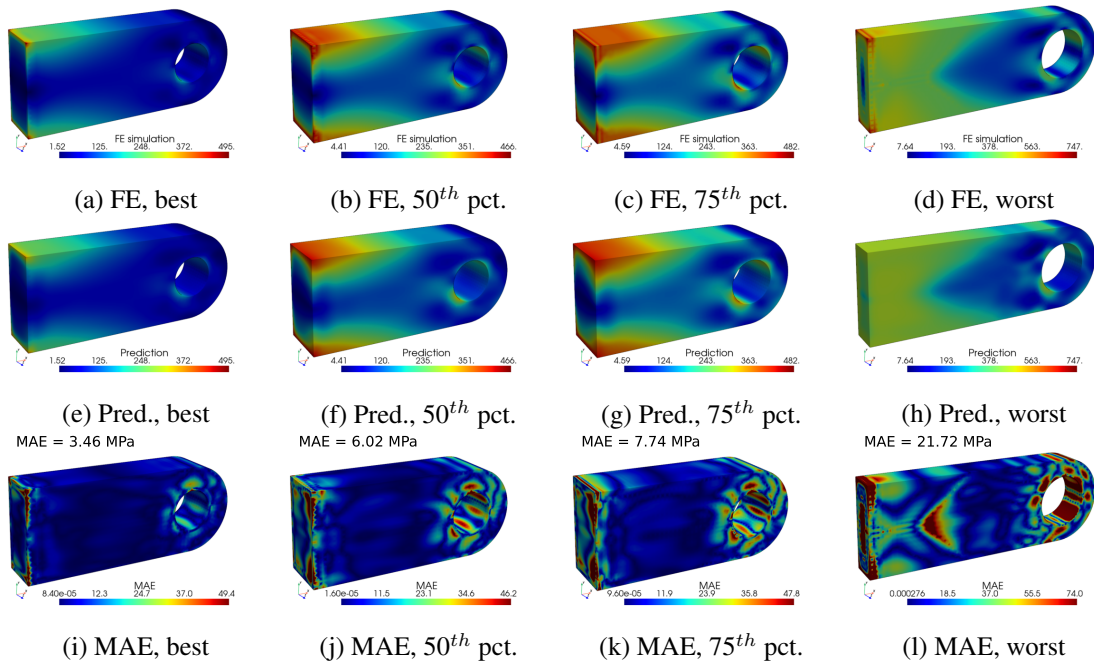 FE simulation
1.52 125. 248. 372. 495.
FE simulation
4.41 120. 235. 351. 466.
FE simulation
4.59 124. 243. 363. 482.
FE simulation
7.64 193. 378. 563. 747.
(a) FE, best
(b) FE, 50th pct.
(c) FE, 75th pct.
(d) FE, worst
Prediction
1.52 125. 248. 372. 495.
Prediction
4.41 120. 235. 351. 466.
Prediction
4.59 124. 243. 363. 482.
Prediction
7.64 193. 378. 563. 747.
(e) Pred., best
(f) Pred., 50th pct.
(g) Pred., 75th pct.
(h) Pred., worst
MAE = 3.46 MPa
MAE = 6.02 MPa
MAE = 7.74 MPa
MAE = 21.72 MPa
MAE
8.40e-05 12.3 24.7 37.0 49.4
MAE
1.60e-05 11.5 23.1 34.6 46.2
MAE
9.60e-05 11.9 23.9 35.8 47.8
MAE
0.000276 18.5 37.0 55.5 74.0
(i) MAE, best
(j) MAE, 50th pct.
(k) MAE, 75th pct.
(l) MAE, worst